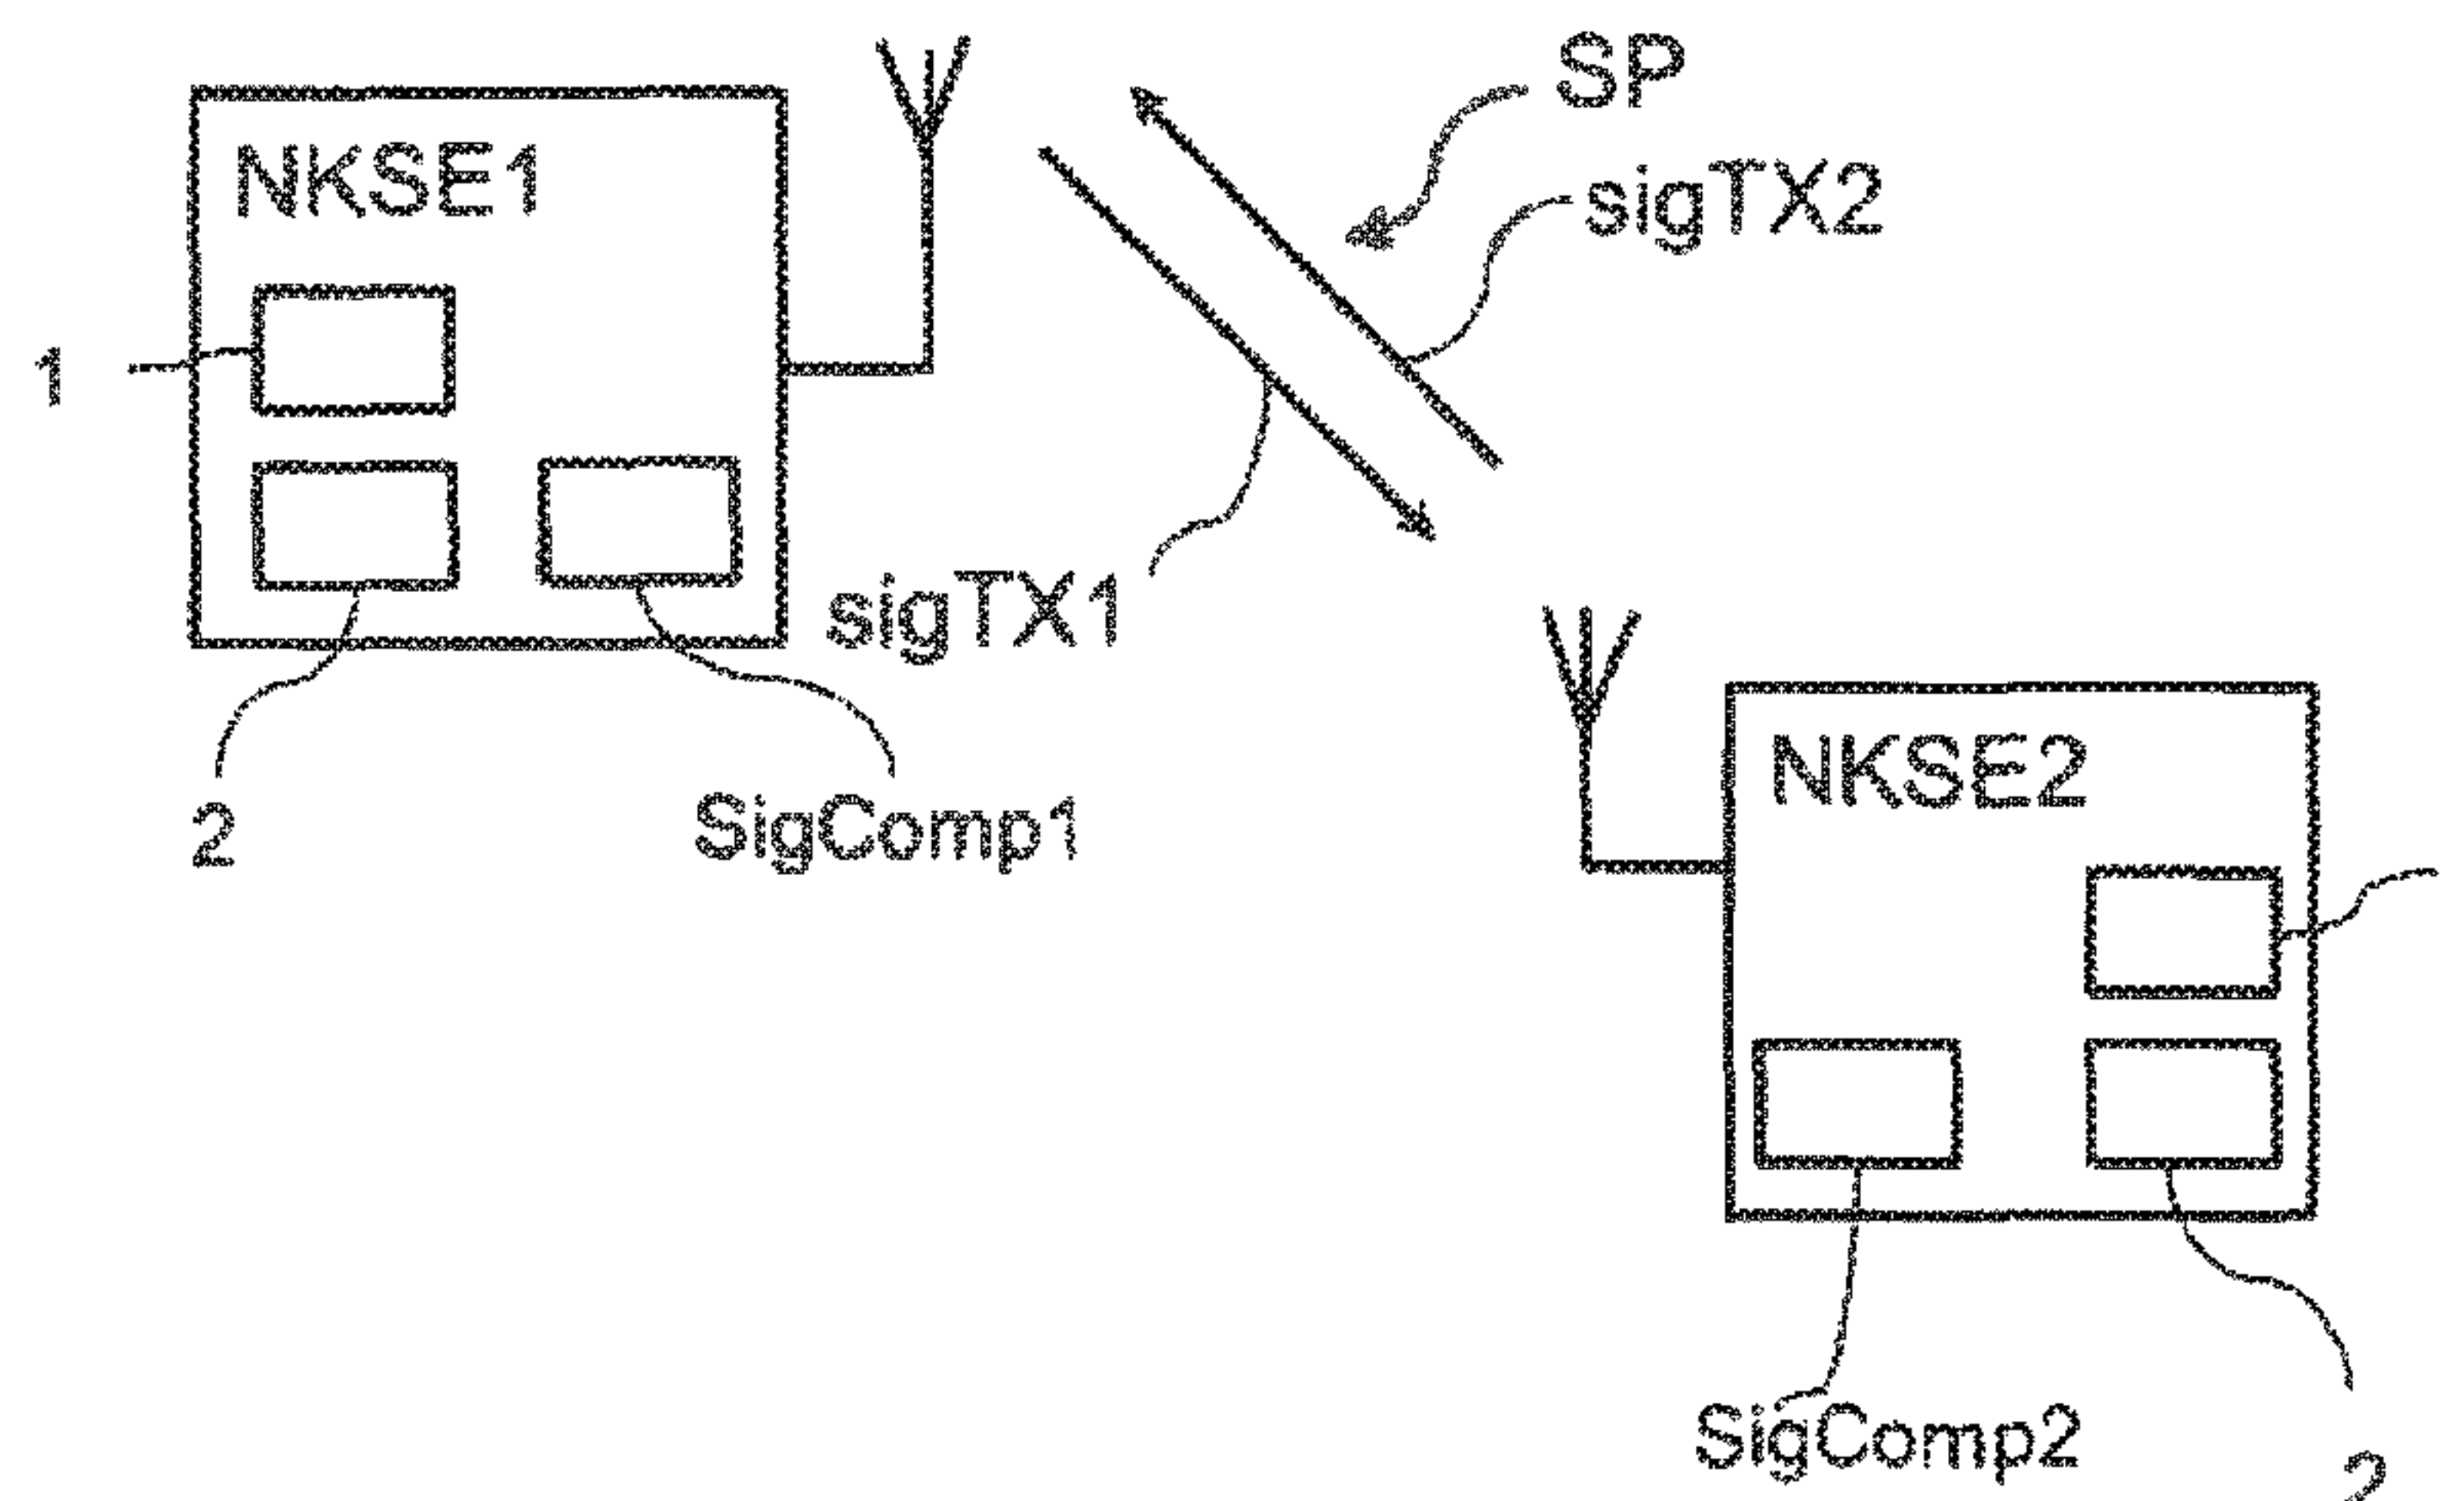 SP
NKSE1
sigTX2
1
sigTX1
2
SigComp1
NKSE2
SigComp2
2